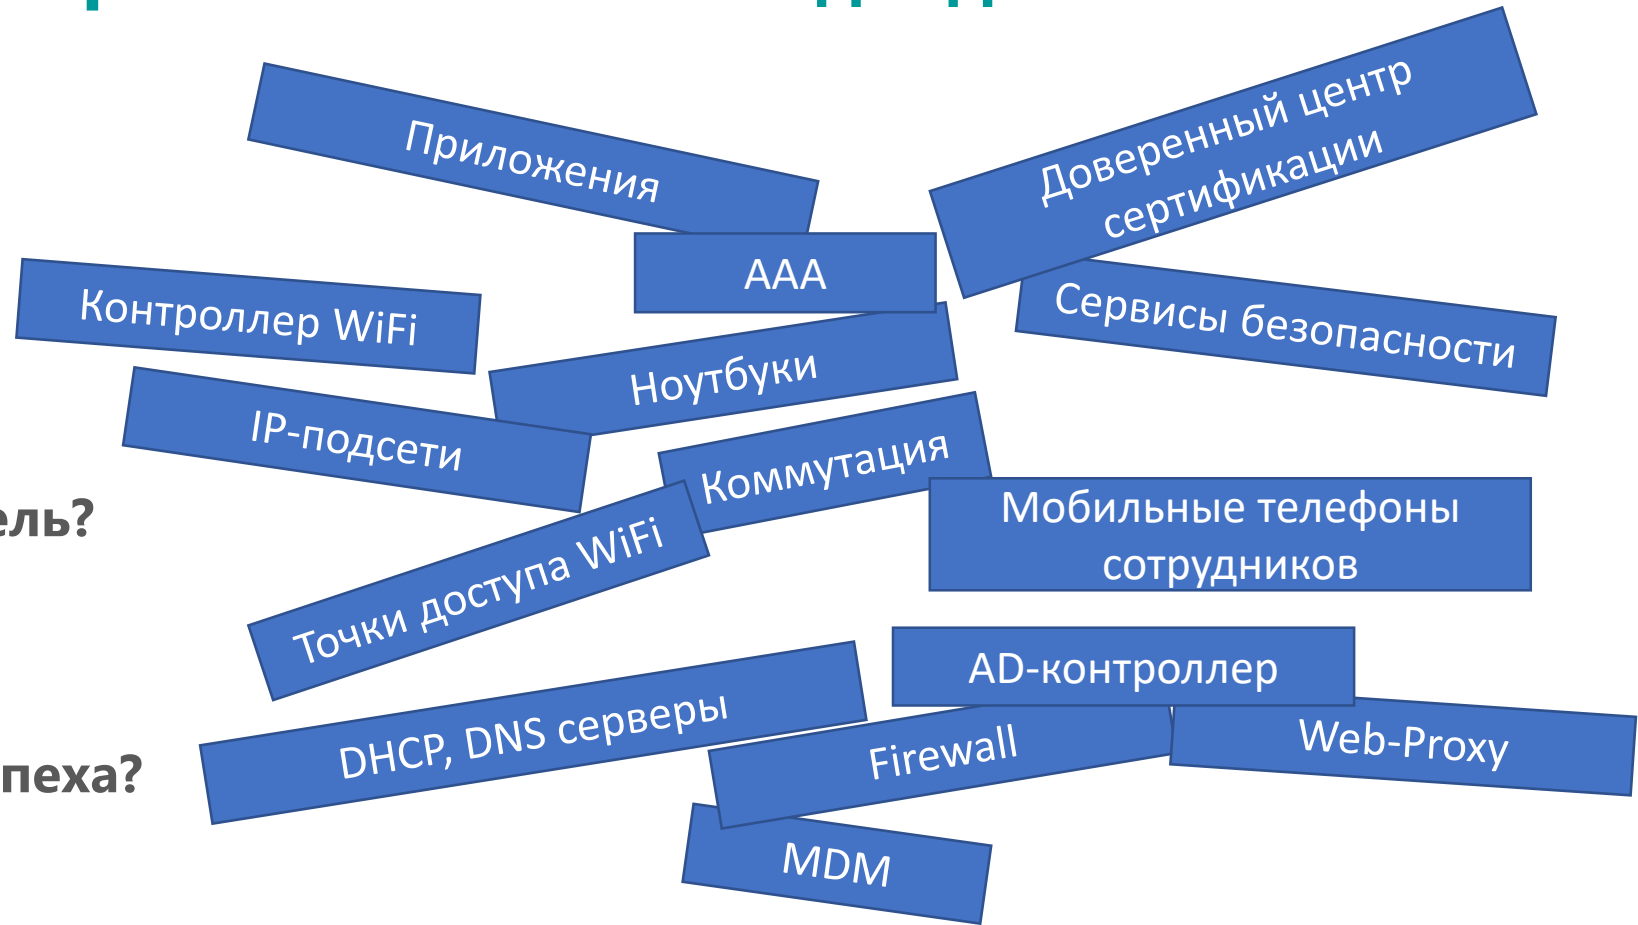 Приложения
Доверенный центр
сертификации
AAA
Контроллер WiFi
Сервисы безопасности
Ноутбуки
IP-подсети
Коммутация
ель?
Мобильные телефоны
сотрудников
Точки доступа WiFi
AD-контроллер
DHCP, DNS серверы
Firewall
Web-Proxy
пеха?
MDM